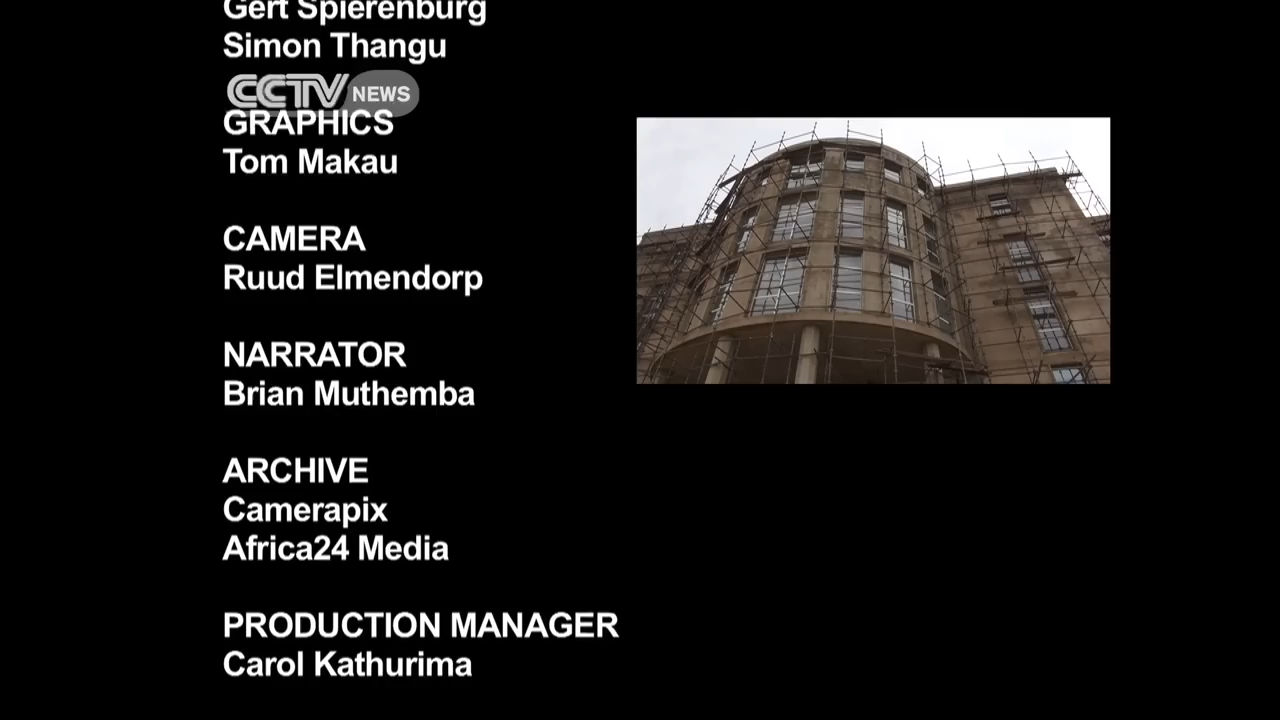 Gert Spierenburg
Simon Thangu
CCTV NEWS
GRAPHICS
Tom Makau
CAMERA
Ruud Elmendorp
NARRATOR
Brian Muthemba
ARCHIVE
Camerapix
Africa24 Media
PRODUCTION MANAGER
Carol Kathurima